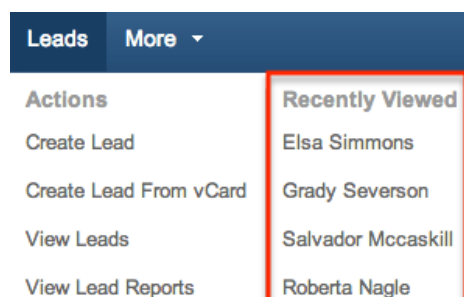 Leads More
Actions
Create Lead
Create Lead From vCard
View Leads
View Lead Reports
Recently Viewed
Elsa Simmons
Grady Severson
Salvador Mccaskill
Roberta Nagle